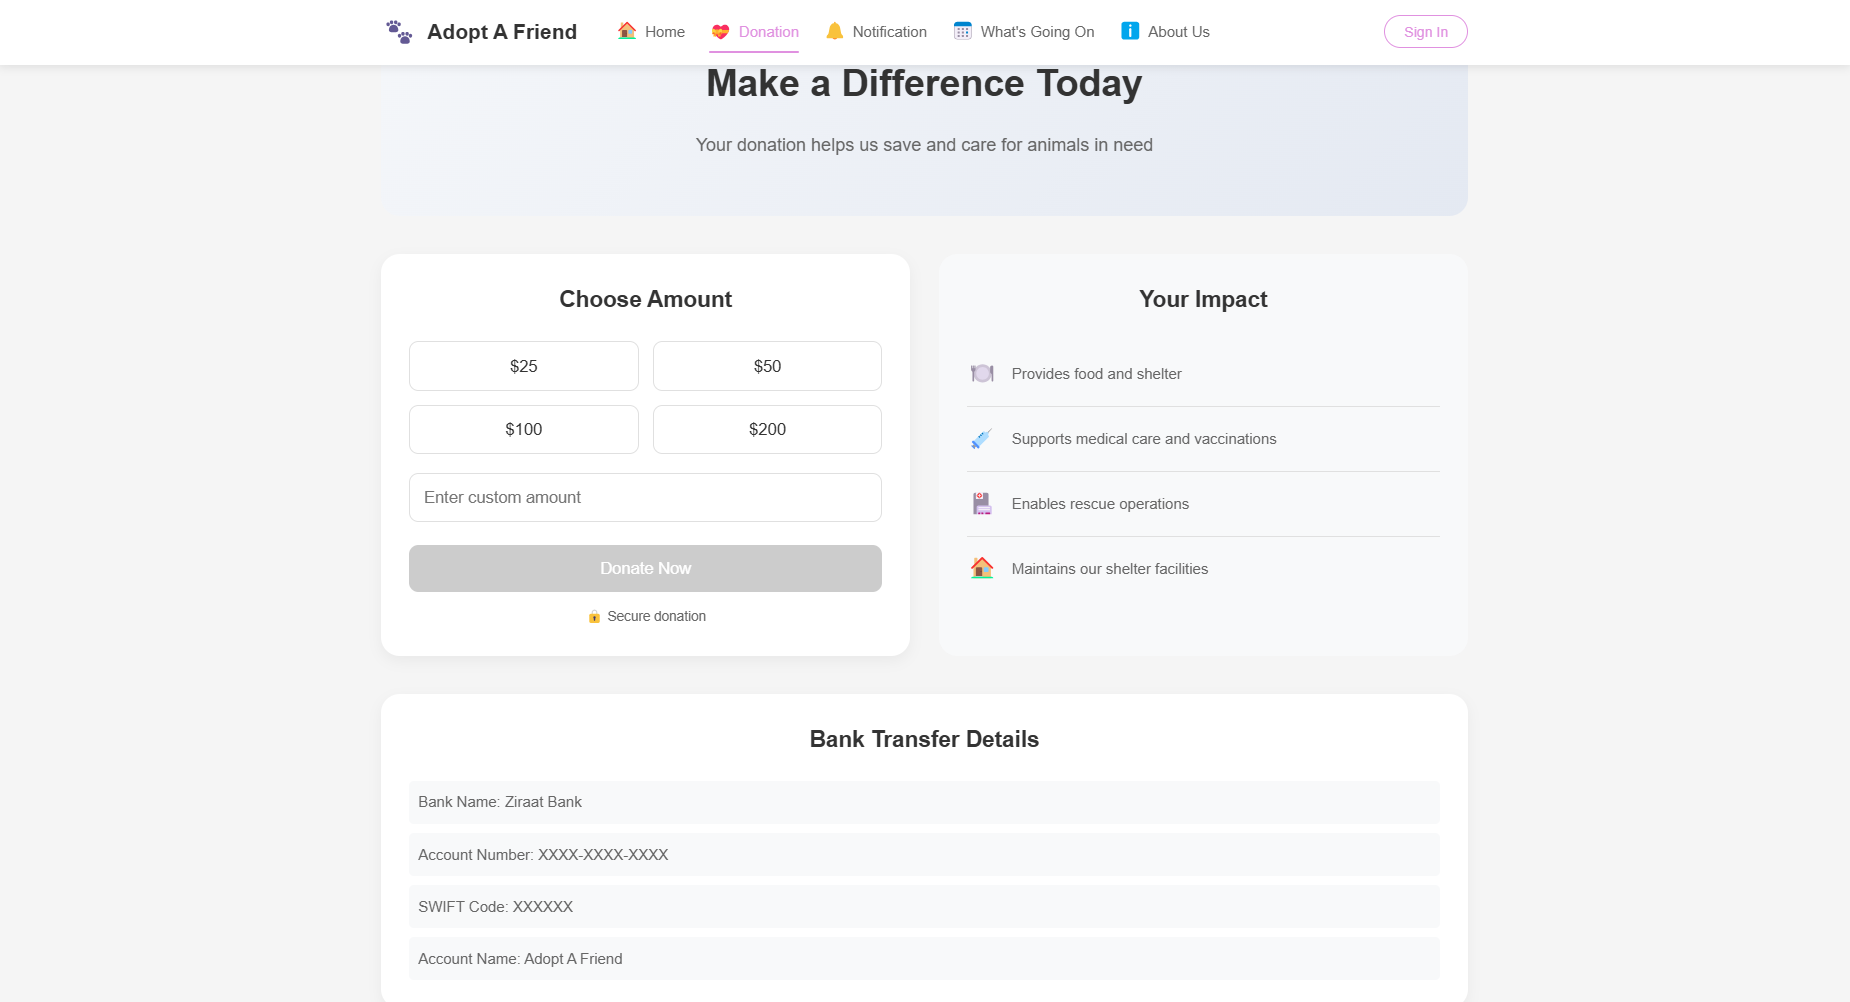 Adopt A Friend
Home
Donation
Notification
What's Going On
About Us
Sign In
Make a Difference Today
Your donation helps us save and care for animals in need
Choose Amount
$25
$50
$100
$200
Enter custom amount
Donate Now
Secure donation
Your Impact
Provides food and shelter
Supports medical care and vaccinations
Enables rescue operations
Maintains our shelter facilities
Bank Transfer Details
Bank Name: Ziraat Bank
Account Number: XXXX-XXXX-XXXX
SWIFT Code: XXXXXX
Account Name: Adopt A Friend